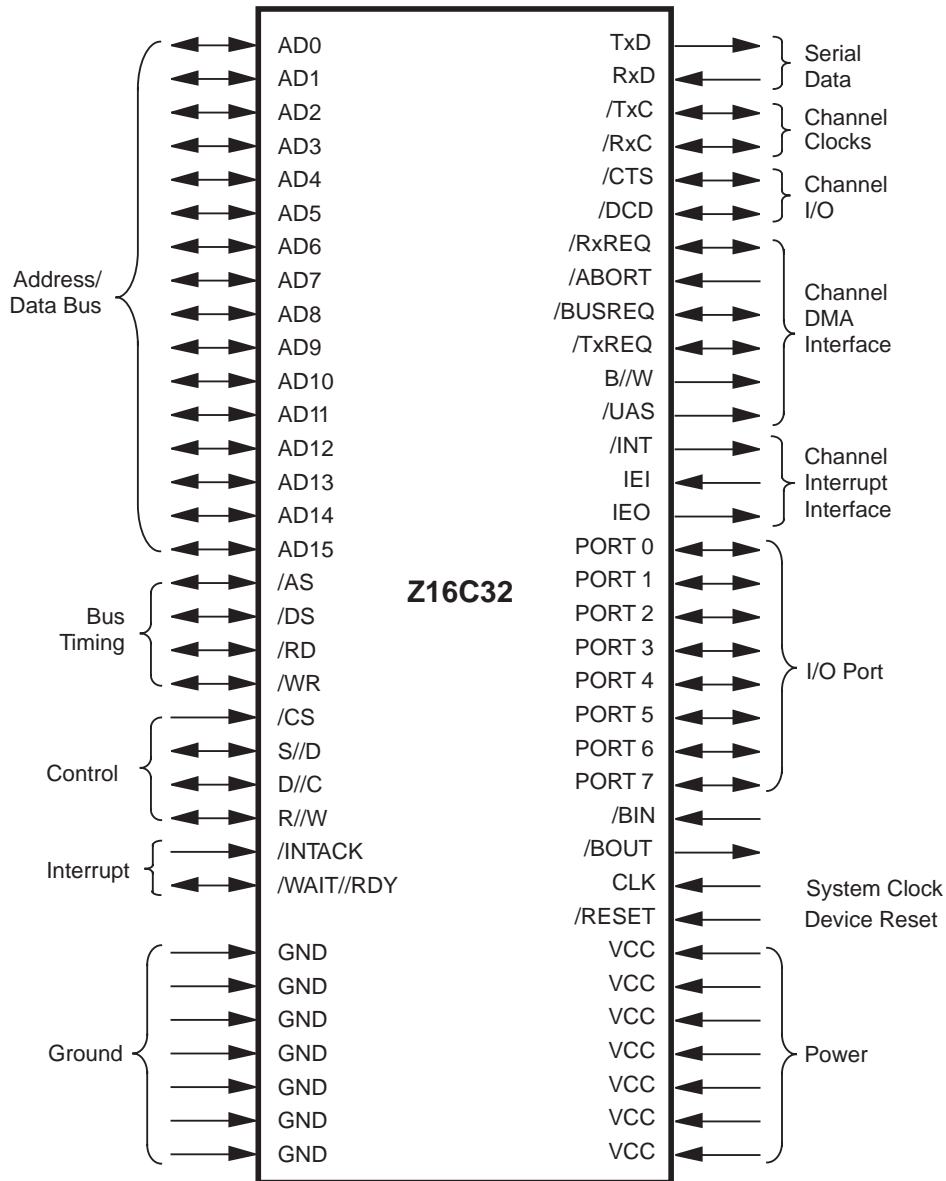 AD0
AD1
AD2
AD3
AD4
AD5
AD6
AD7
AD8
AD9
AD10
AD11
AD12
AD13
AD14
AD15
/AS
/DS
/RD
/WR
/CS
S//D
D//C
R//W
/INTACK
/WAIT//RDY
GND
GND
GND
GND
GND
GND
GND
Address/
Data Bus
Bus
Timing
Control
Interrupt
Ground
Z16C32
TxD
RxD
/TxC
/RxC
/CTS
/DCD
/RxREQ
/ABORT
/BUSREQ
/TxREQ
B//W
/UAS
/INT
IEI
IEO
PORT 0
PORT 1
PORT 2
PORT 3
PORT 4
PORT 5
PORT 6
PORT 7
/BIN
/BOUT
CLK
/RESET
VCC
VCC
VCC
VCC
VCC
VCC
VCC
Serial
Data
Channel
Clocks
Channel
I/O
Channel
DMA
Interface
Channel
Interrupt
Interface
I/O Port
System Clock
Device Reset
Power